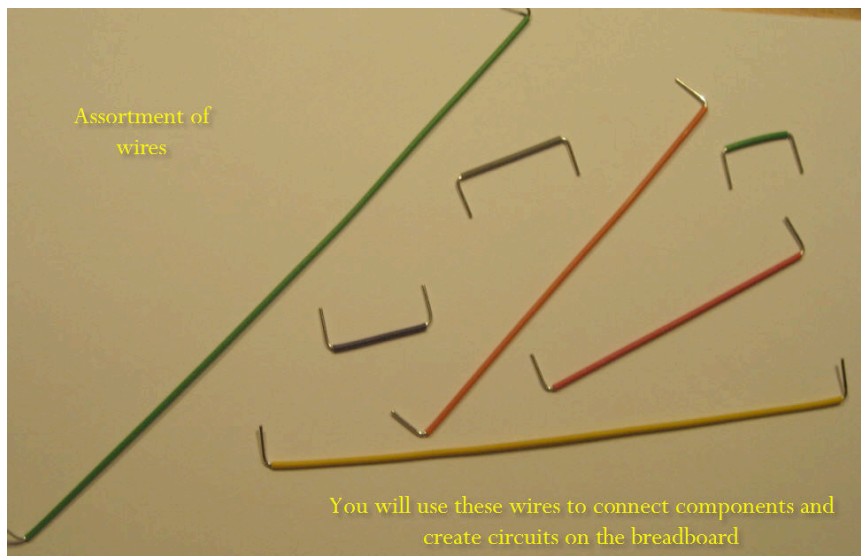 Assortment of
wires
You will use these wires to connect components and
create circuits on the breadboard